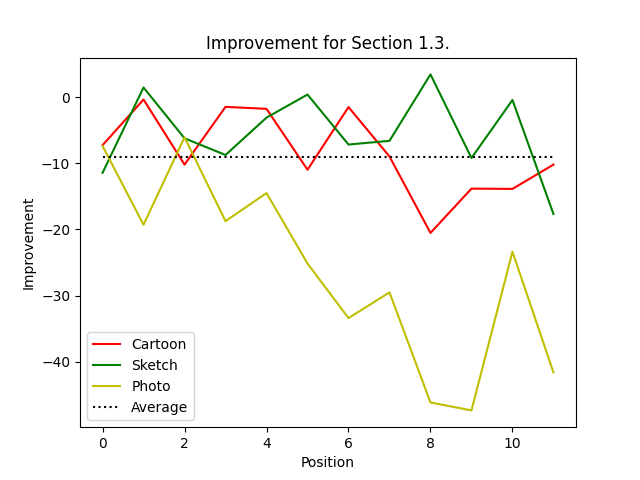 Improvement for Section 1.3.
Improvement
0
−10
−20
−30
−40
Cartoon
Sketch
Photo
Average
0 2 4 6 8 10
Position